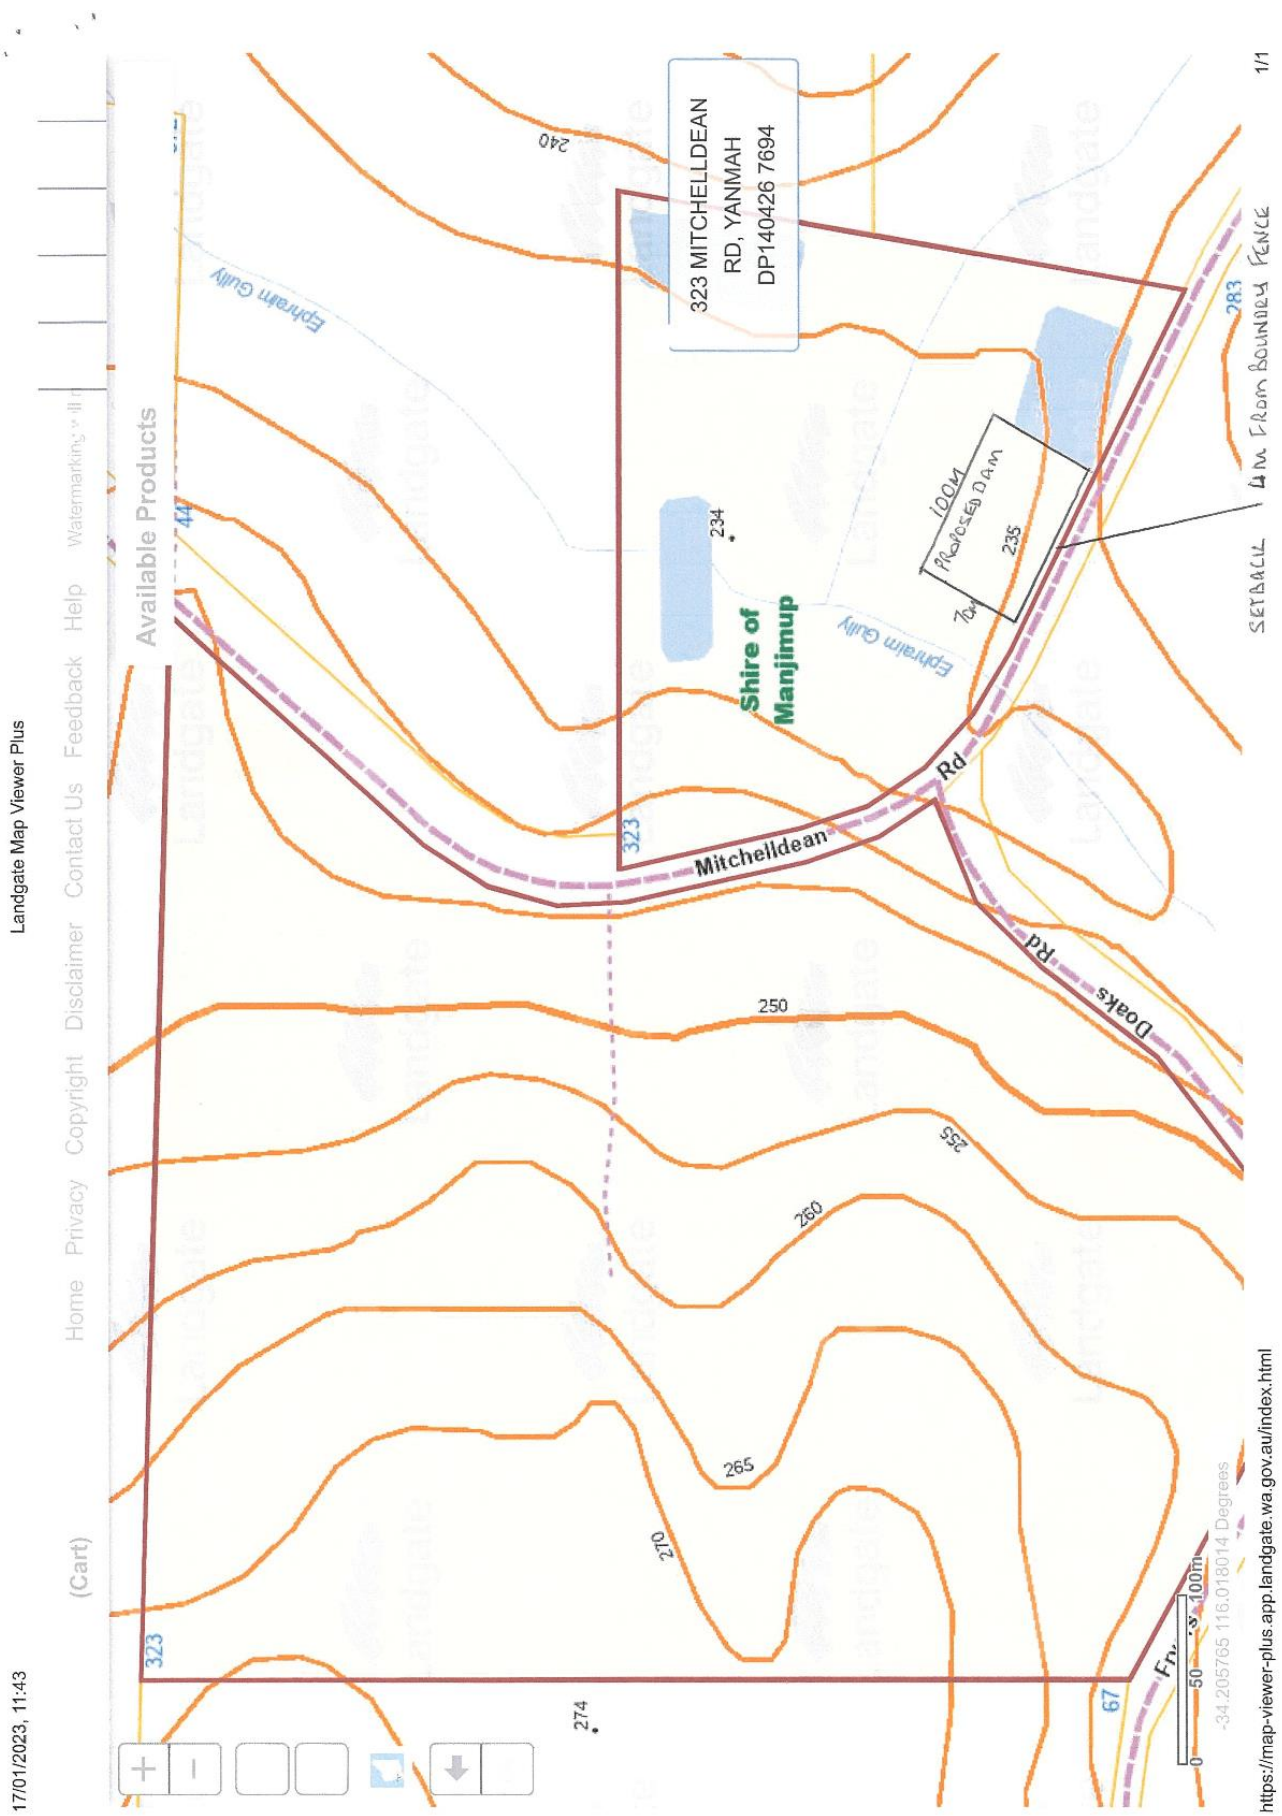 17/01/2023, 11:43
Landgate Map Viewer Plus
(Cart)
Home Privacy Copyright Disclaimer Contact Us Feedback Help
Available Products
323
44
Ephraim Gully
240
323 MITCHELLDEAN
RD, YANMAH
DP140426 7694
323
234
Shire of
Manjimup
Ephraim Gully
100M
PROPOSED DAM
70M
235
Mitchelldean
Rd
Doaks
Rd
250
255
260
265
270
274
67
283
0 50 100m
-34.205765 116.018014 Degrees
SETBACK 4M FROM BOUNDRY FENCE
https://map-viewer-plus.app.landgate.wa.gov.au/index.html
1/1